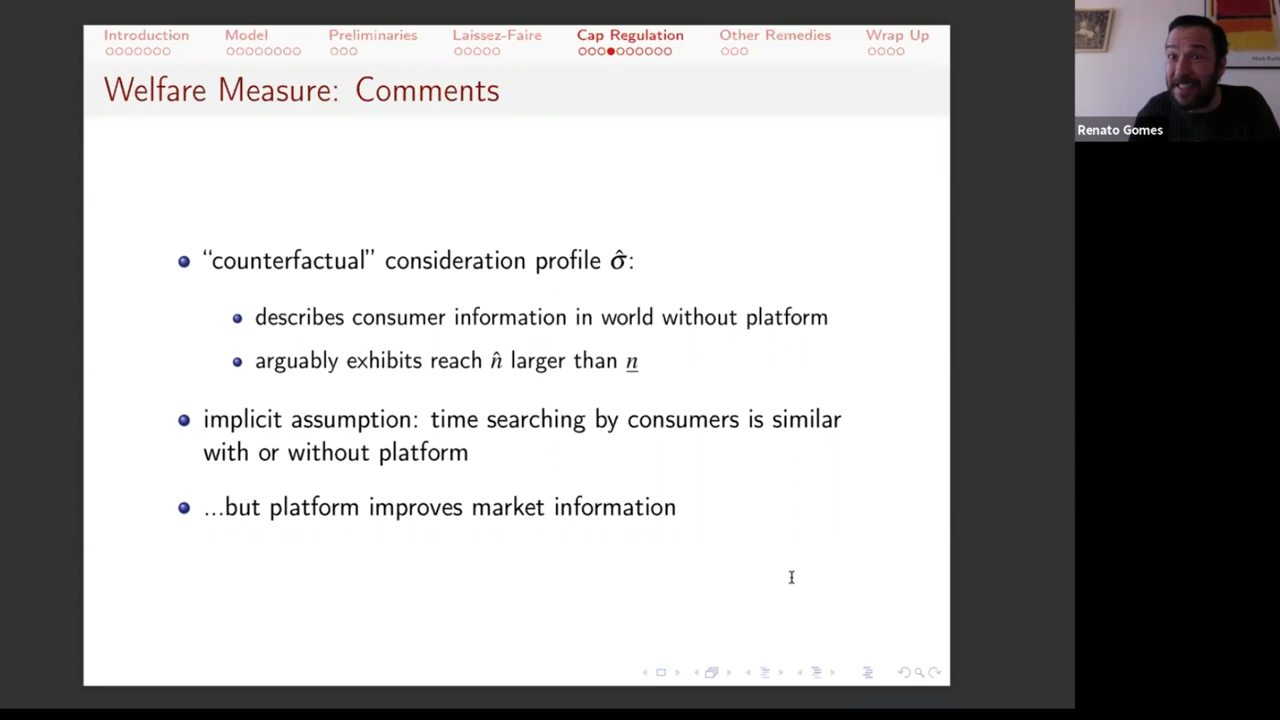 Introduction Model Preliminaries Laissez-Faire Cap Regulation Other Remedies Wrap Up
Welfare Measure: Comments
“counterfactual” consideration profile σ̂:
describes consumer information in world without platform
arguably exhibits reach n̂ larger than n̲
implicit assumption: time searching by consumers is similar
with or without platform
...but platform improves market information
Renato Gomes